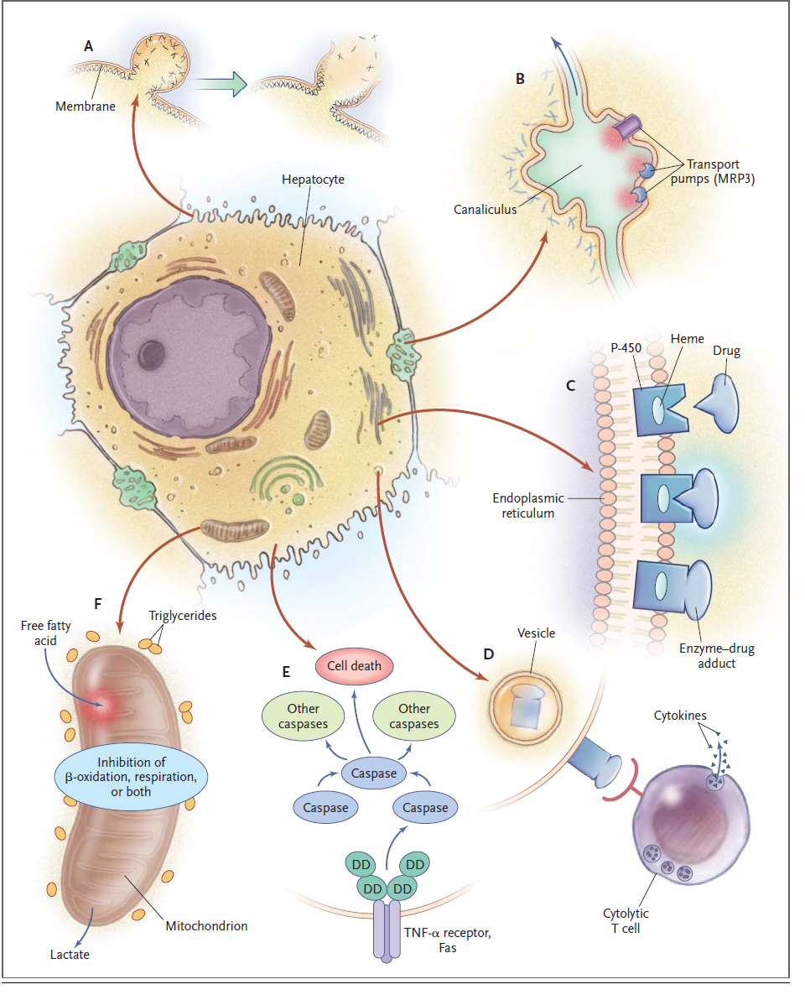 A
Membrane
Hepatocyte
B
Transport
pumps (MRP3)
Canaliculus
C
P-450
Heme
Drug
Endoplasmic
reticulum
Enzyme–drug
adduct
F
Free fatty
acid
Triglycerides
Inhibition of
β-oxidation, respiration,
or both
Mitochondrion
Lactate
E
Cell death
Other
caspases
Other
caspases
Caspase
Caspase
Caspase
DD
DD
DD
DD
TNF-α receptor,
Fas
D
Vesicle
Cytokines
Cytolytic
T cell